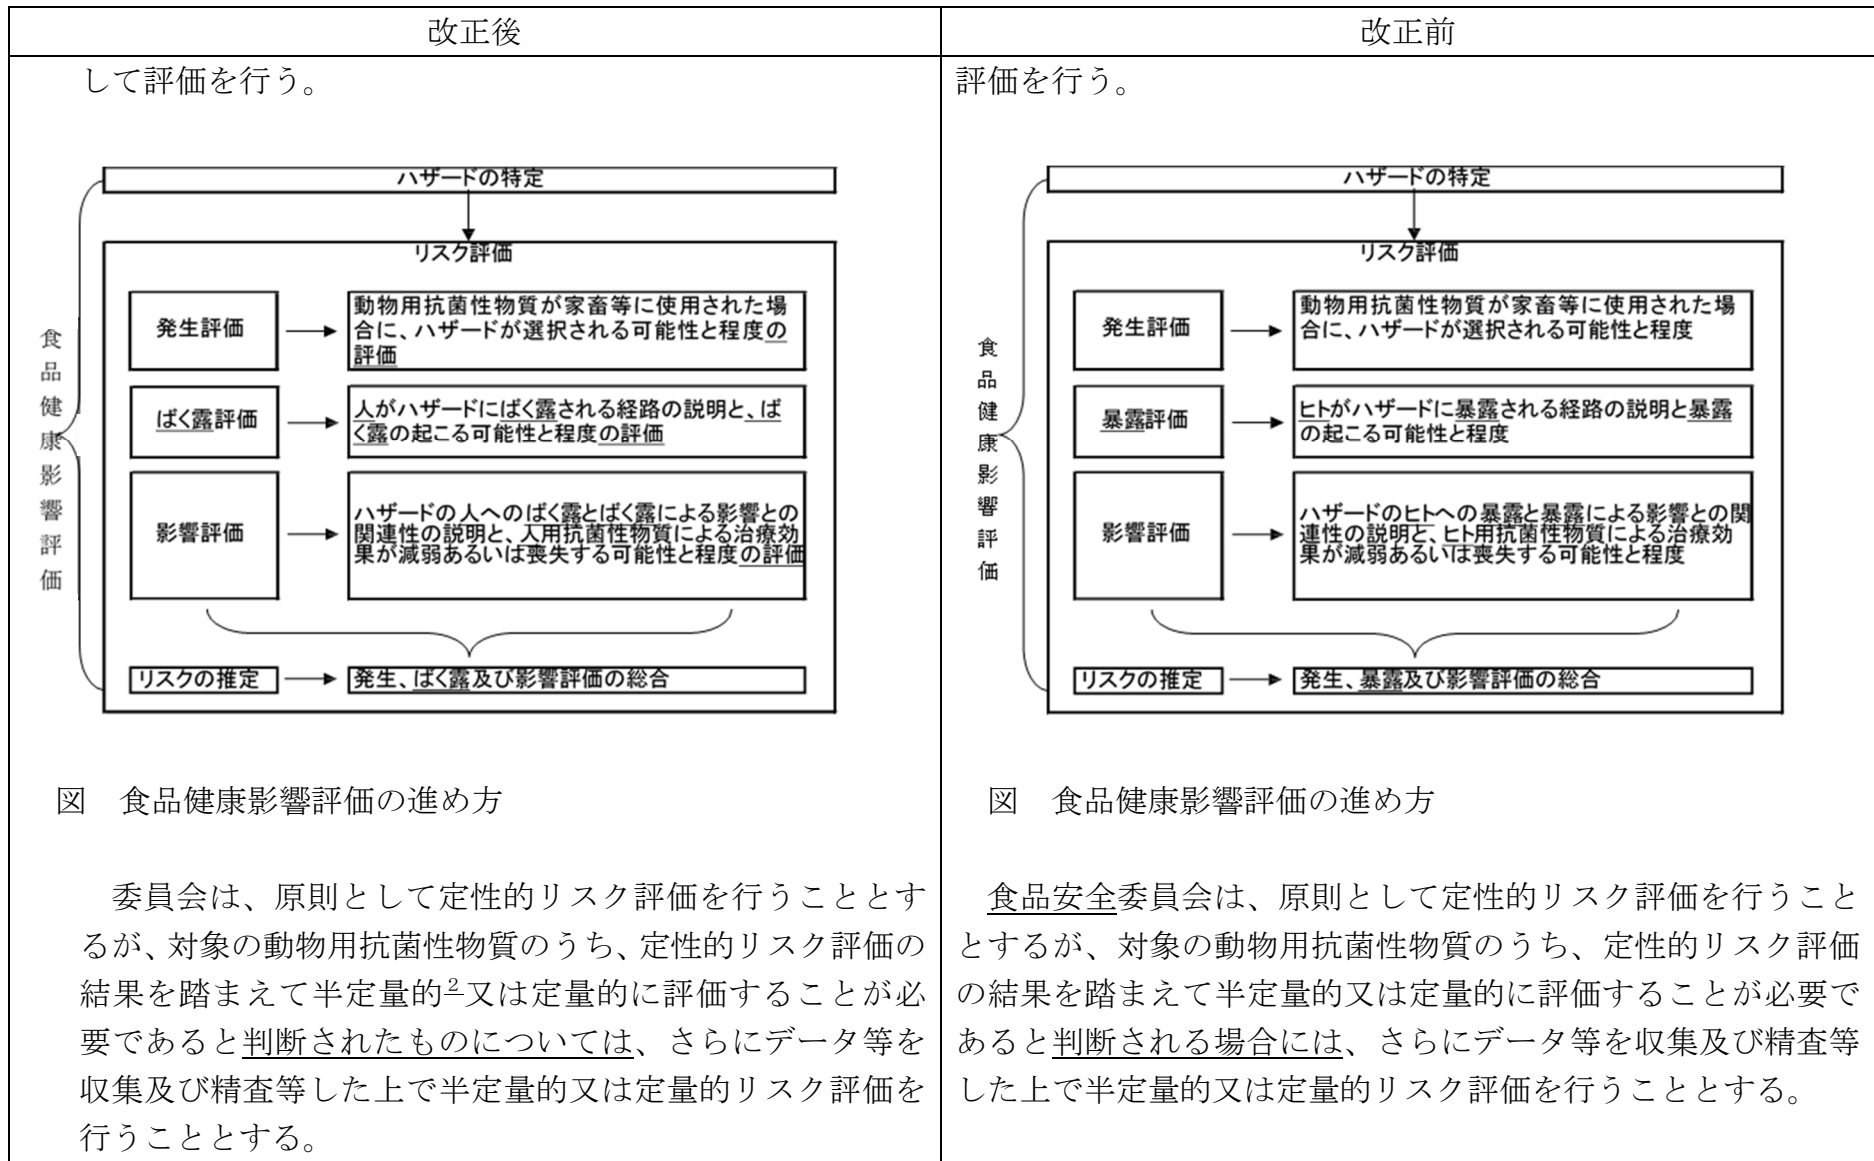 改正後
して評価を行う。
ハザードの特定
リスク評価
発生評価
動物用抗菌性物質が家畜等に使用された場
合に、ハザードが選択される可能性と程度の
評価
ばく露評価
人がハザードにばく露される経路の説明と、ば
く露の起こる可能性と程度の評価
影響評価
ハザードの人へのばく露とばく露による影響との
関連性の説明と、人用抗菌性物質による治療効
果が減弱あるいは喪失する可能性と程度の評価
リスクの推定
発生、ばく露及び影響評価の総合
食品健康影響評価
図　食品健康影響評価の進め方
委員会は、原則として定性的リスク評価を行うこととす
るが、対象の動物用抗菌性物質のうち、定性的リスク評価の
結果を踏まえて半定量的2又は定量的に評価することが必
要であると判断されたものについては、さらにデータ等を
収集及び精査等した上で半定量的又は定量的リスク評価を
行うこととする。
改正前
評価を行う。
ハザードの特定
リスク評価
発生評価
動物用抗菌性物質が家畜等に使用された場
合に、ハザードが選択される可能性と程度
暴露評価
ヒトがハザードに暴露される経路の説明と暴露
の起こる可能性と程度
影響評価
ハザードのヒトへの暴露と暴露による影響との関
連性の説明と、ヒト用抗菌性物質による治療効
果が減弱あるいは喪失する可能性と程度
リスクの推定
発生、暴露及び影響評価の総合
食品健康影響評価
図　食品健康影響評価の進め方
食品安全委員会は、原則として定性的リスク評価を行うこと
とするが、対象の動物用抗菌性物質のうち、定性的リスク評価
の結果を踏まえて半定量的又は定量的に評価することが必要で
あると判断される場合には、さらにデータ等を収集及び精査等
した上で半定量的又は定量的リスク評価を行うこととする。